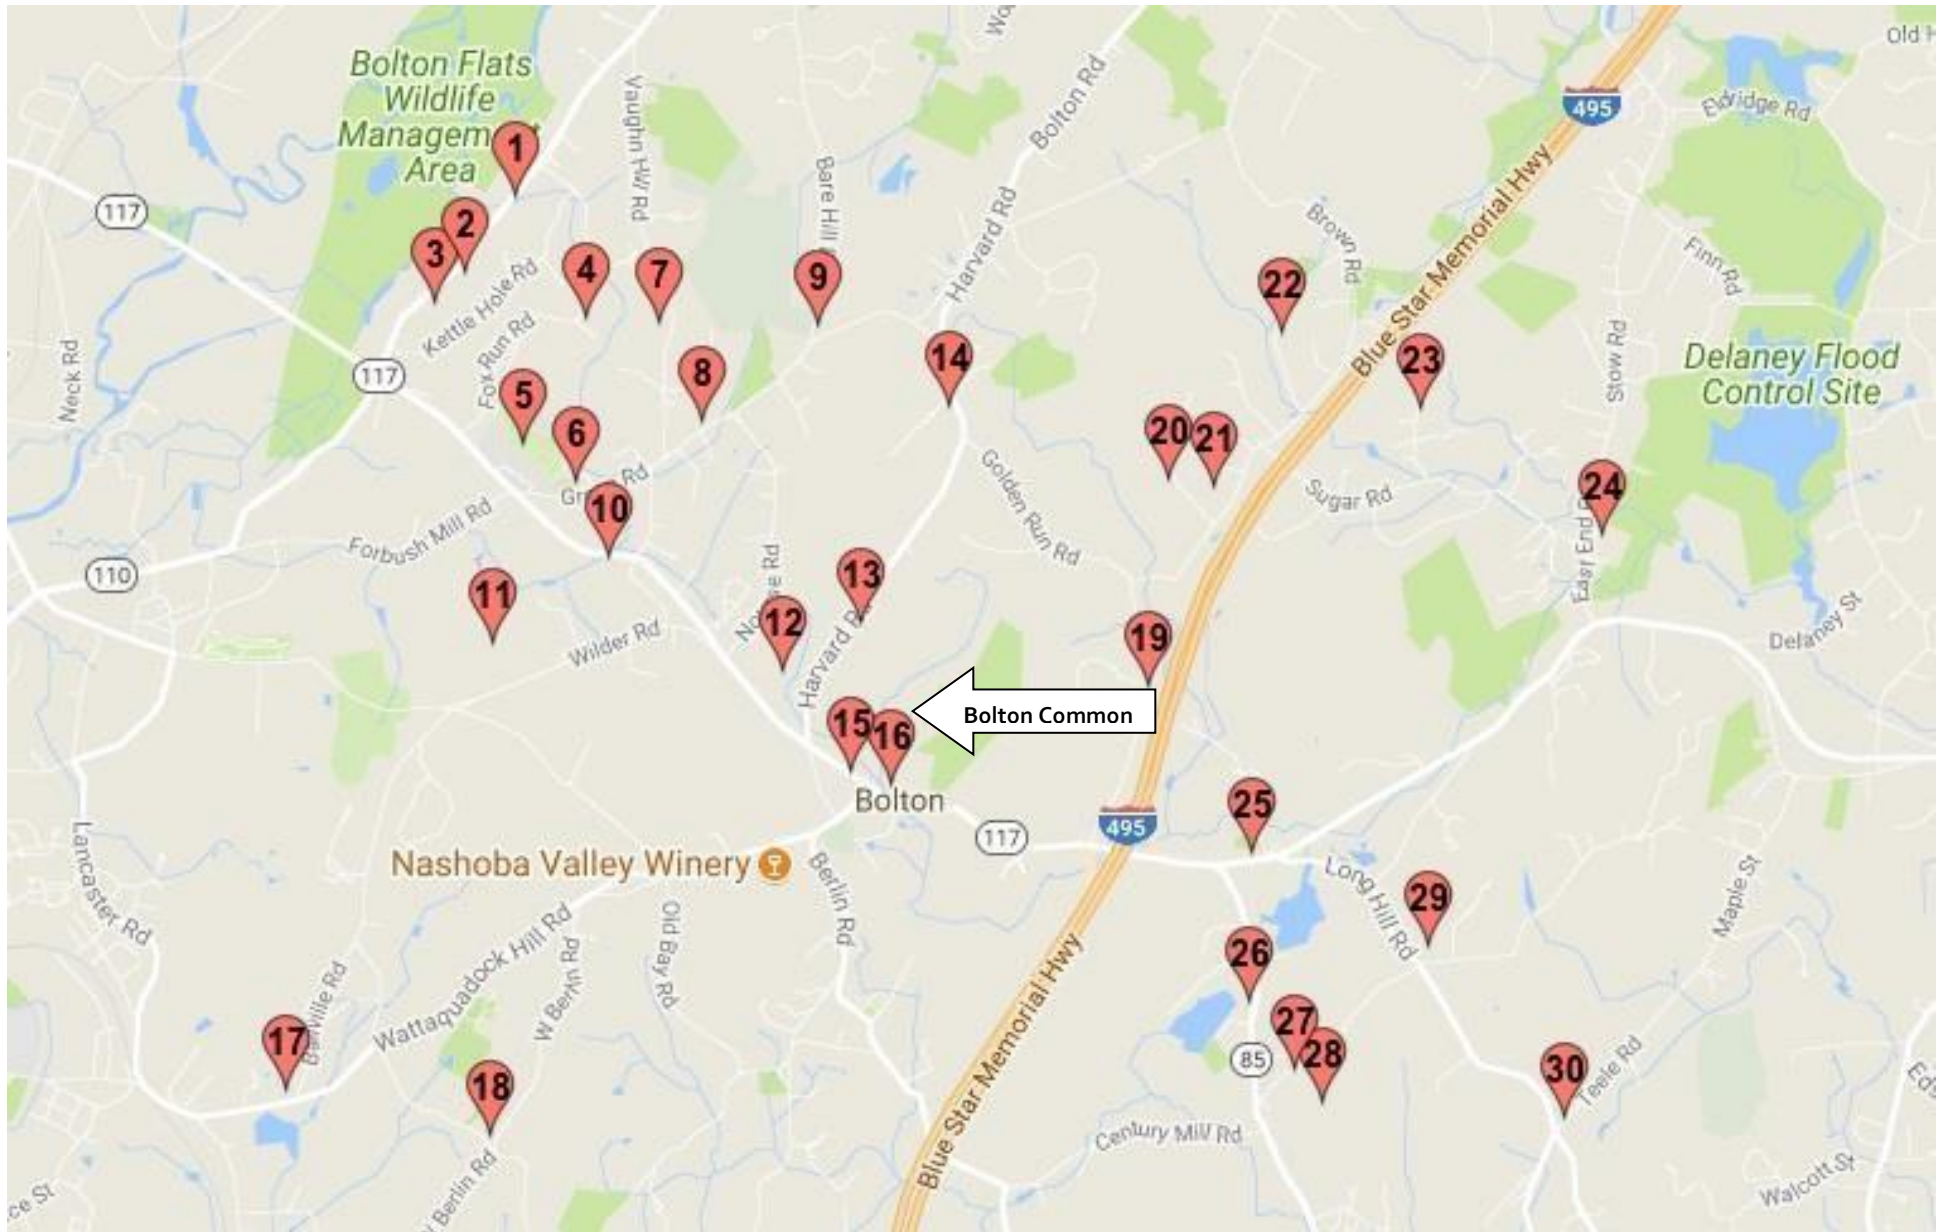 Old H
Bolton Flats
Wildlife
Managem
Area
Vaughn HW Rd
Bolton Rd
495
Eldridge Rd
1
Bare Hill
117
2
3
Kettle Hole Rd
4
7
9
Harvard Rd
Brown Rd
22
Blue Star Memorial Hwy
Finn Rd
Neck Rd
Fox Run Rd
117
5
6
8
14
23
Stow Rd
Delaney Flood
Control Site
20
21
Golden Run Rd
Sugar Rd
24
East End
Rd
10
Forbush Mill Rd
110
11
Wilder Rd
12
13
Harvard Rd
19
Delaney St
15
16
Bolton Common
Bolton
117
495
25
Nashoba Valley Winery
Lancaster Rd
Berlin Rd
Old Bay Rd
Wattaquadock Hill Rd
W Berlin Rd
Long Hill Rd
29
Maple St
26
17
18
27
28
85
30
Teele Rd
Blue Star Memorial Hwy
Century Mill Rd
Berlin Rd
Walcott St
ce St